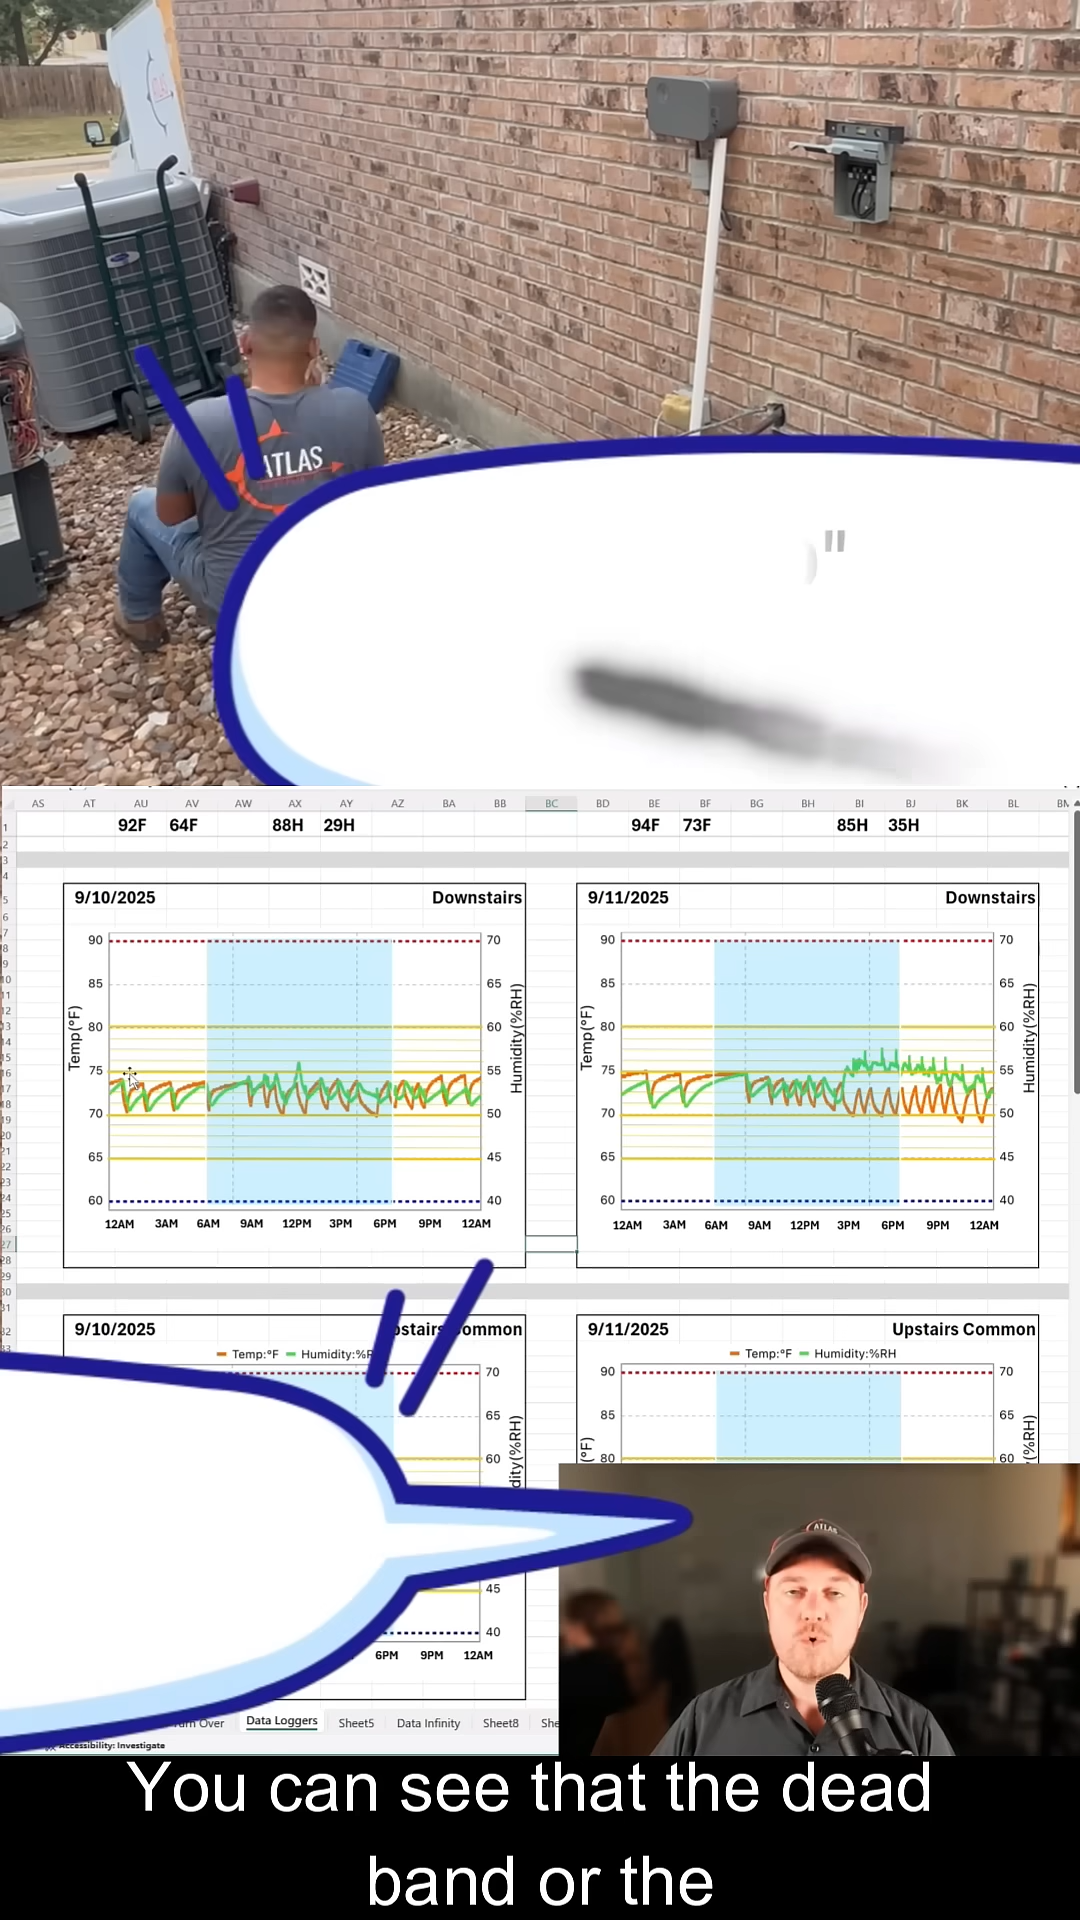 ATLAS
"
AS AT AU AV AW AX AY AZ BA BB BC BD BE BF BG BH BI BJ BK BL
92F 64F 88H 29H 94F 73F 85H 35H
9/10/2025 Downstairs
90 70
85 65
80 60
75 55
70 50
65 45
60 40
Temp(°F)
Humidity(%RH)
12AM 3AM 6AM 9AM 12PM 3PM 6PM 9PM 12AM
9/11/2025 Downstairs
90 70
85 65
80 60
75 55
70 50
65 45
60 40
Temp(°F)
Humidity(%RH)
12AM 3AM 6AM 9AM 12PM 3PM 6PM 9PM 12AM
9/10/2025 Common
Temp:°F Humidity:%R
70
65
60
45
40
6PM 9PM 12AM
9/11/2025 Upstairs Common
Temp:°F Humidity:%RH
90 70
85 65
80 60
ATLAS
Over Data Loggers Sheet5 Data Infinity Sheet8
Accessibility: Investigate
You can see that the dead
band or the